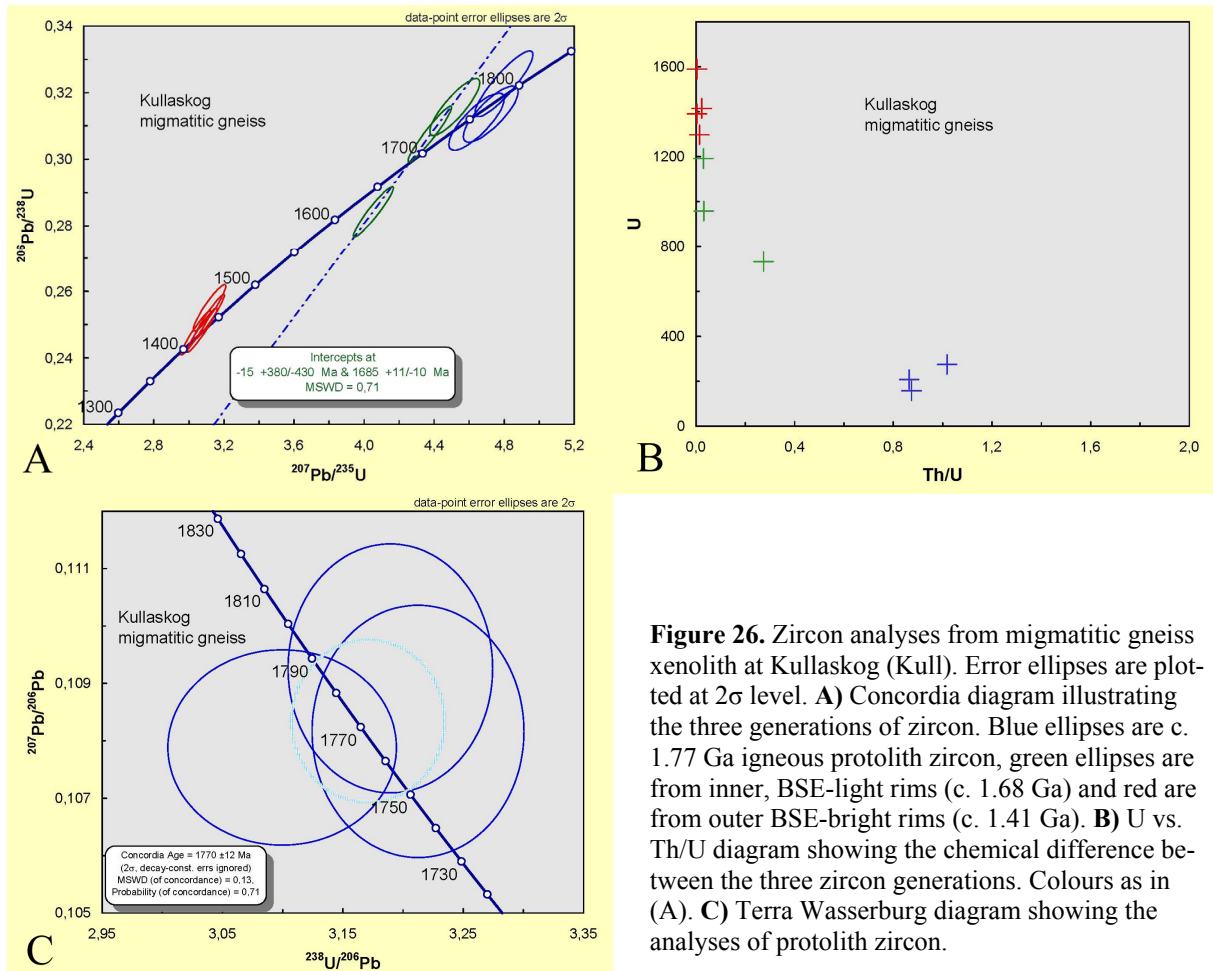 data-point error ellipses are 2σ
0,34
0,32
0,30
0,28
0,26
0,24
0,22
206Pb/238U
Kullaskog
migmatitic gneiss
1800
1700
1600
1500
1400
1300
Intercepts at
-15 +380/-430 Ma & 1685 +11/-10 Ma
MSWD = 0,71
2,4 2,8 3,2 3,6 4,0 4,4 4,8 5,2
207Pb/235U
A
1600
1200
800
400
0
U
Kullaskog
migmatitic gneiss
0,0 0,4 0,8 1,2 1,6 2,0
Th/U
B
data-point error ellipses are 2σ
0,111
0,109
0,107
0,105
207Pb/206Pb
1830
1810
1790
1770
1750
1730
Kullaskog
migmatitic gneiss
Concordia Age = 1770 ±12 Ma
(2σ, decay-const. errs ignored)
MSWD (of concordance) = 0,13,
Probability (of concordance) = 0,71
2,95 3,05 3,15 3,25 3,35
238U/206Pb
C
Figure 26. Zircon analyses from migmatitic gneiss
xenolith at Kullaskog (Kull). Error ellipses are plot-
ted at 2σ level. A) Concordia diagram illustrating
the three generations of zircon. Blue ellipses are c.
1.77 Ga igneous protolith zircon, green ellipses are
from inner, BSE-light rims (c. 1.68 Ga) and red are
from outer BSE-bright rims (c. 1.41 Ga). B) U vs.
Th/U diagram showing the chemical difference be-
tween the three zircon generations. Colours as in
(A). C) Terra Wasserburg diagram showing the
analyses of protolith zircon.